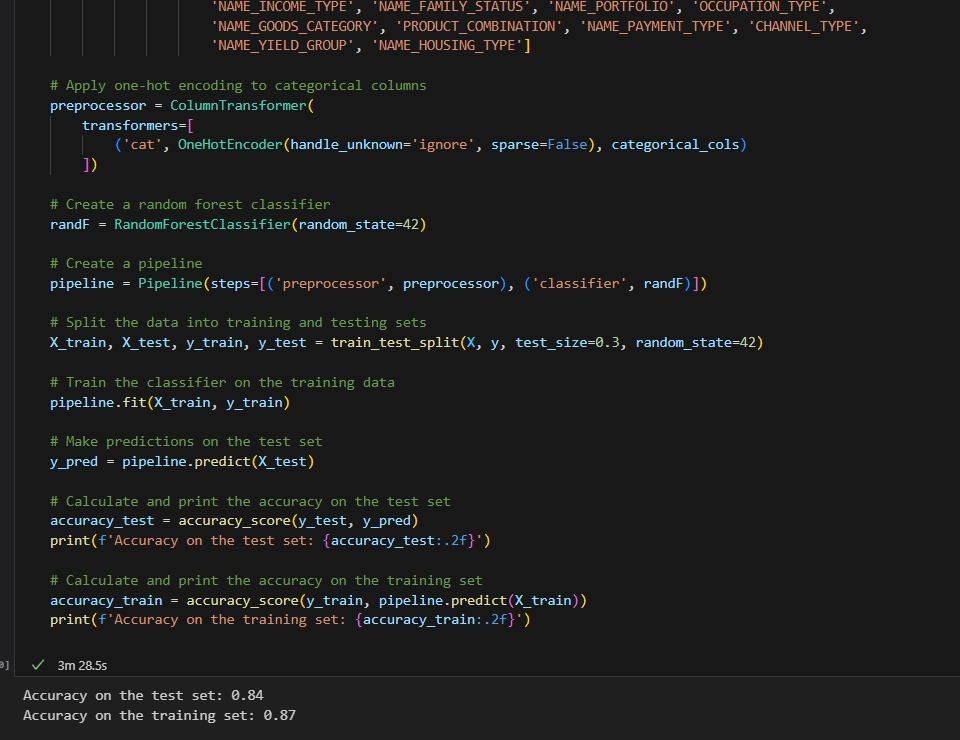 'NAME_INCOME_TYPE', 'NAME_FAMILY_STATUS', 'NAME_PORTFOLIO', 'OCCUPATION_TYPE',
'NAME_GOODS_CATEGORY', 'PRODUCT_COMBINATION', 'NAME_PAYMENT_TYPE', 'CHANNEL_TYPE',
'NAME_YIELD_GROUP', 'NAME_HOUSING_TYPE']
# Apply one-hot encoding to categorical columns
preprocessor = ColumnTransformer(
transformers=[
('cat', OneHotEncoder(handle_unknown='ignore', sparse=False), categorical_cols)
])
# Create a random forest classifier
randF = RandomForestClassifier(random_state=42)
# Create a pipeline
pipeline = Pipeline(steps=[('preprocessor', preprocessor), ('classifier', randF)])
# Split the data into training and testing sets
X_train, X_test, y_train, y_test = train_test_split(X, y, test_size=0.3, random_state=42)
# Train the classifier on the training data
pipeline.fit(X_train, y_train)
# Make predictions on the test set
y_pred = pipeline.predict(X_test)
# Calculate and print the accuracy on the test set
accuracy_test = accuracy_score(y_test, y_pred)
print(f'Accuracy on the test set: {accuracy_test:.2f}')
# Calculate and print the accuracy on the training set
accuracy_train = accuracy_score(y_train, pipeline.predict(X_train))
print(f'Accuracy on the training set: {accuracy_train:.2f}')
3m 28.5s
Accuracy on the test set: 0.84
Accuracy on the training set: 0.87